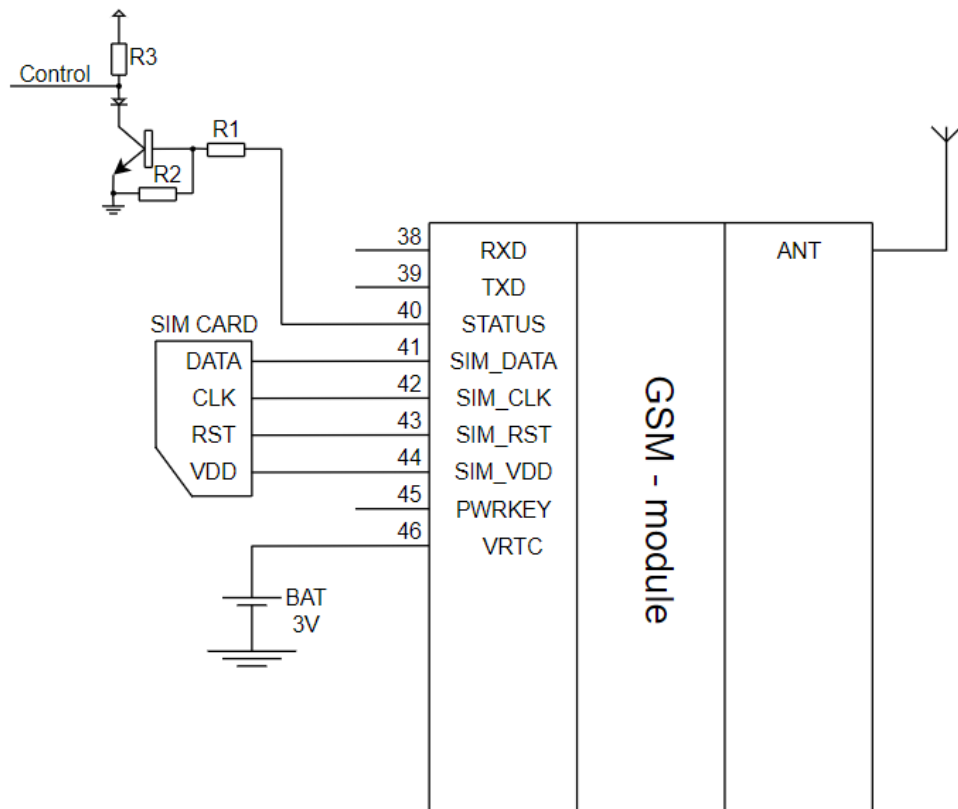 R3
Control
R1
R2
38 RXD ANT
39 TXD
40 STATUS
SIM CARD
DATA 41 SIM_DATA
CLK 42 SIM_CLK
RST 43 SIM_RST
VDD 44 SIM_VDD
45 PWRKEY
46 VRTC
GSM - module
BAT
3V